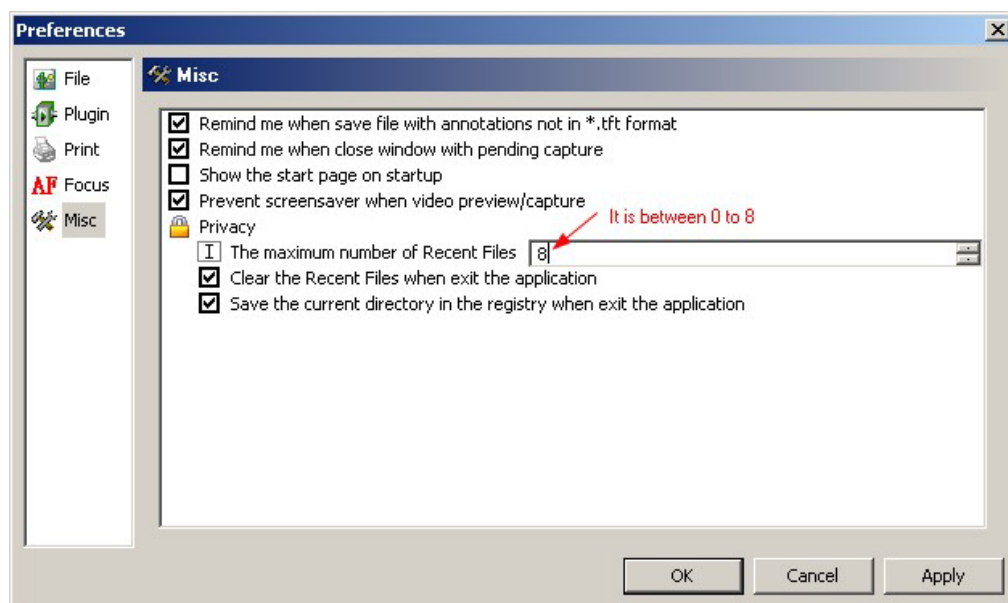 Preferences
File
Plugin
Print
AF Focus
Misc
Misc
Remind me when save file with annotations not in *.tft format
Remind me when close window with pending capture
Show the start page on startup
Prevent screensaver when video preview/capture
It is between 0 to 8
Privacy
I The maximum number of Recent Files 8
Clear the Recent Files when exit the application
Save the current directory in the registry when exit the application
OK Cancel Apply